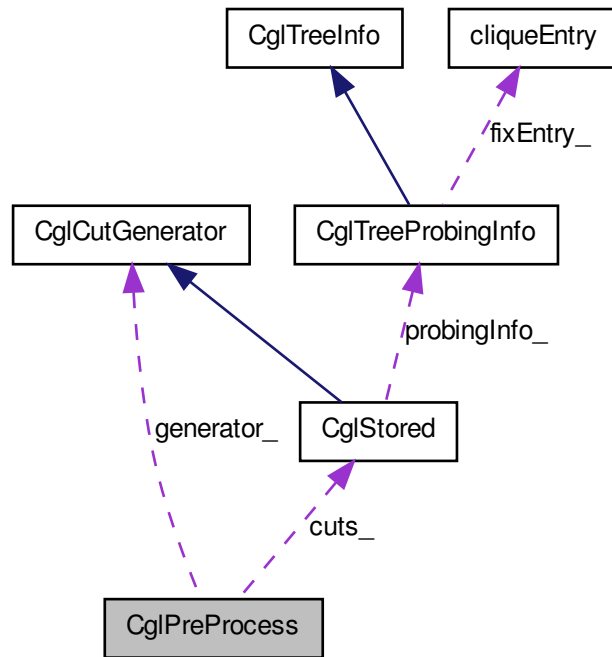 CglTreeInfo
cliqueEntry
fixEntry_
CglCutGenerator
CglTreeProbingInfo
probingInfo_
generator_
CglStored
cuts_
CglPreProcess